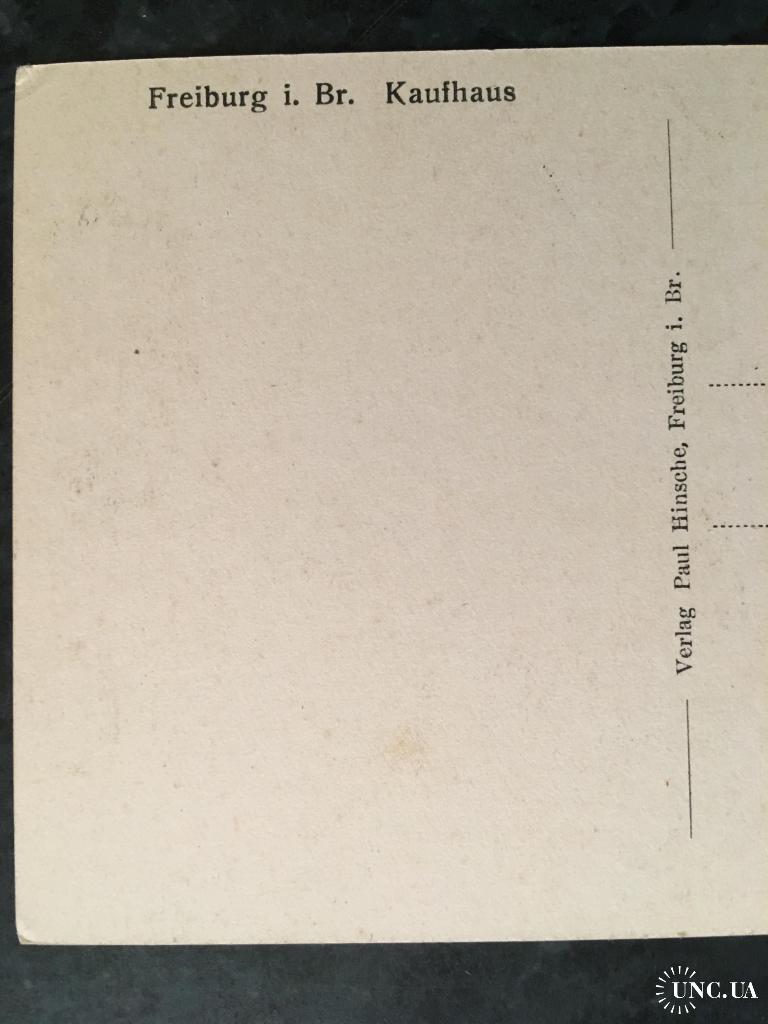 Freiburg i. Br. Kaufhaus
Verlag Paul Hinsche, Freiburg i. Br.
UNC.UA